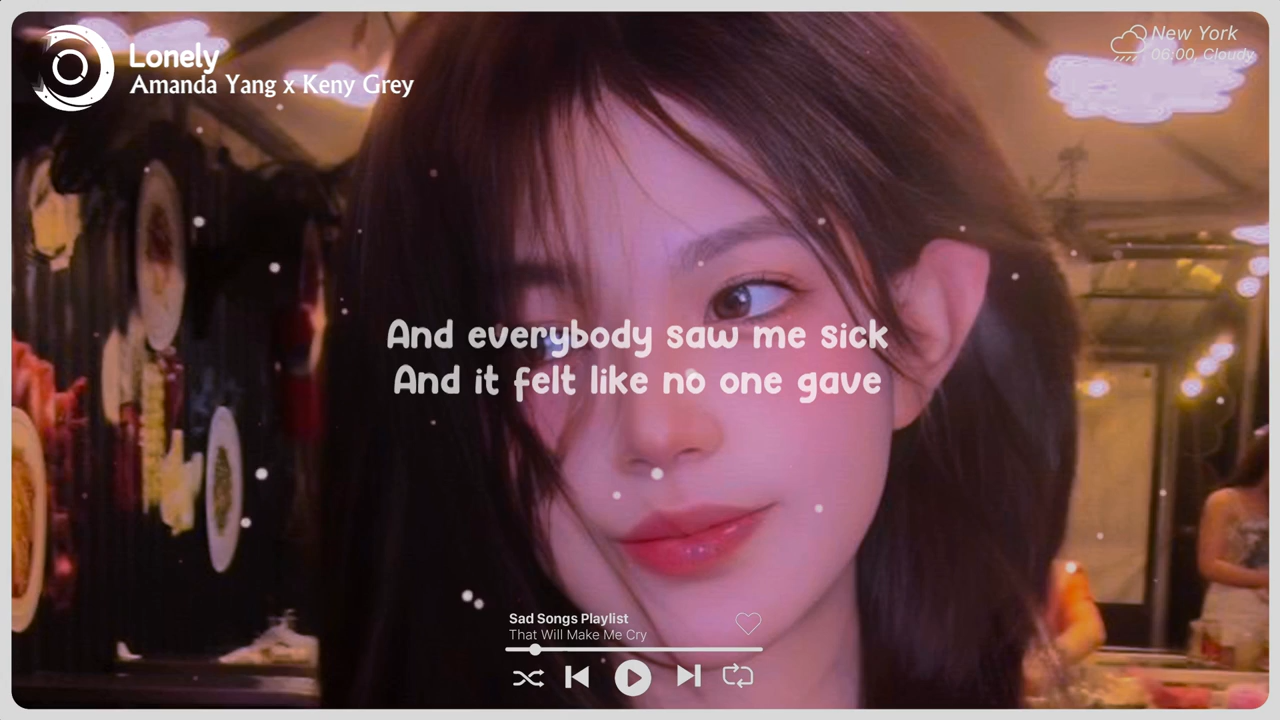 Lonely
Amanda Yang x Keny Grey
New York
06:00, Cloudy
And everybody saw me sick
And it felt like no one gave
Sad Songs Playlist
That Will Make Me Cry